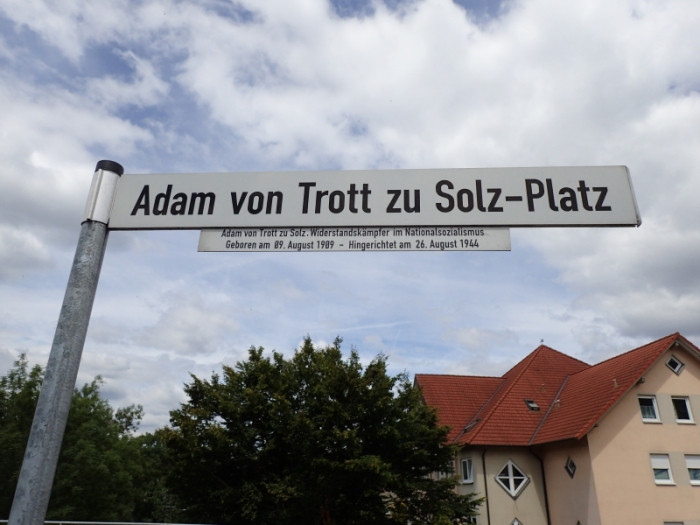 Adam von Trott zu Solz-Platz
Adam von Trott zu Solz. Widerstandskämpfer im Nationalsozialismus
Geboren am 09. August 1909 - Hingerichtet am 26. August 1944